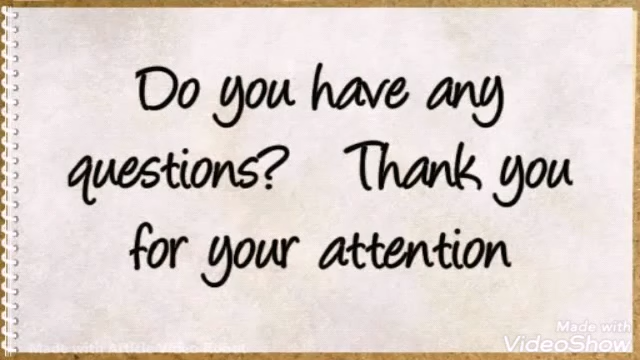 Do you have any
questions? Thank you
for your attention
Made with
VideoShow